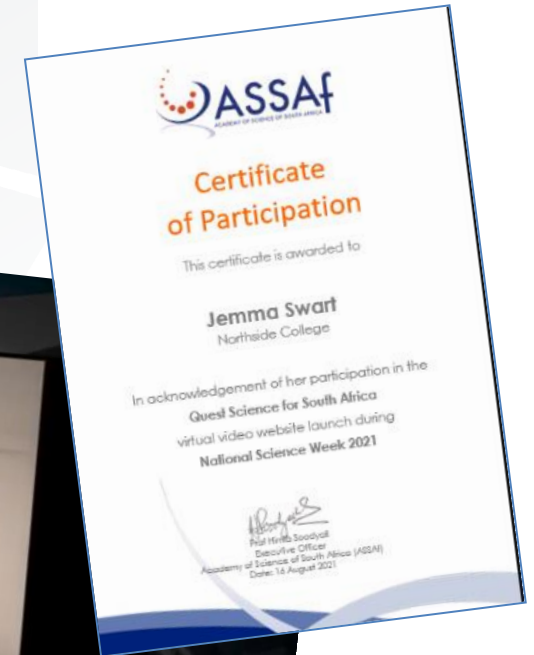 ASSAf
ACADEMY OF SCIENCE OF SOUTH AFRICA
Certificate
of Participation
This certificate is awarded to
Jemma Swart
Northside College
In acknowledgement of her participation in the
Quest Science for South Africa
virtual video website launch during
National Science Week 2021
Prof Himla Soodyall
Executive Officer
Academy of Science of South Africa (ASSAf)
Date: 16 August 2021